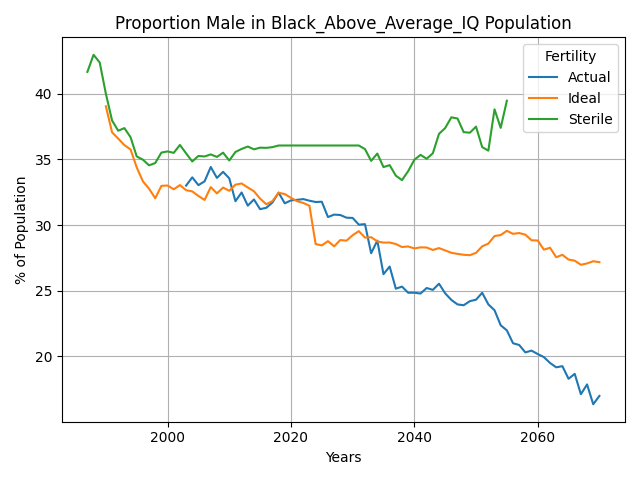 Proportion Male in Black_Above_Average_IQ Population
Fertility
Actual
Ideal
Sterile
% of Population
40
35
30
25
20
2000
2020
2040
2060
Years